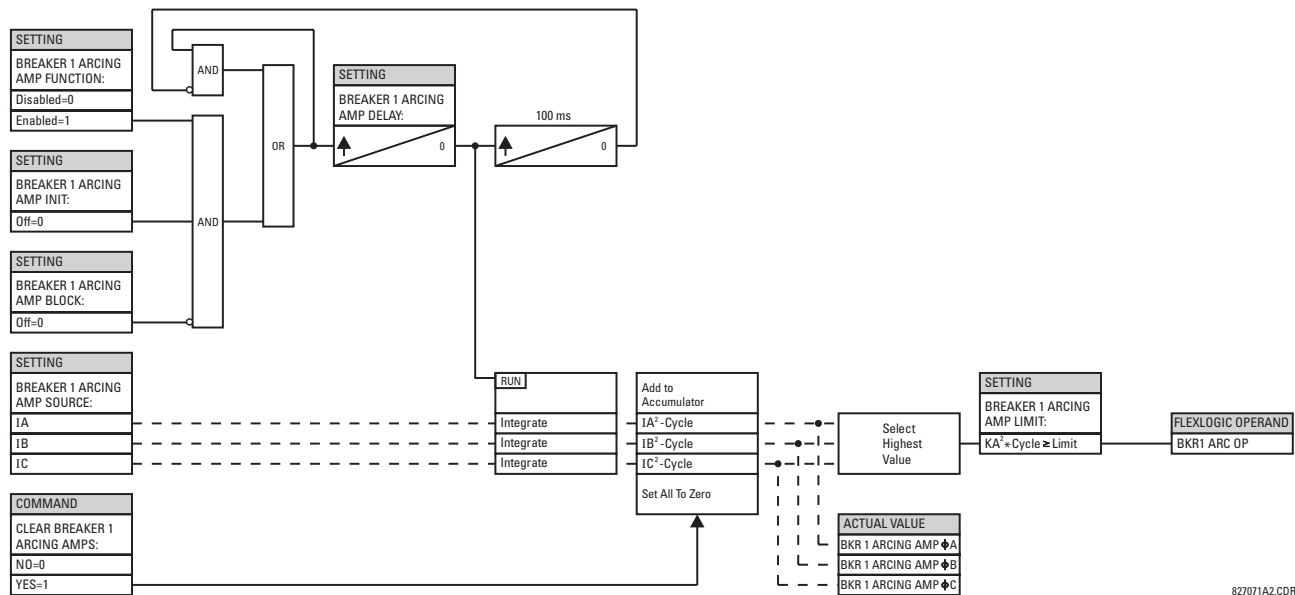 SETTING
BREAKER 1 ARCING
AMP FUNCTION:
Disabled=0
Enabled=1
SETTING
BREAKER 1 ARCING
AMP INIT:
Off=0
SETTING
BREAKER 1 ARCING
AMP BLOCK:
Off=0
SETTING
BREAKER 1 ARCING
AMP SOURCE:
IA
IB
IC
COMMAND
CLEAR BREAKER 1
ARCING AMPS:
NO=0
YES=1
AND
AND
OR
SETTING
BREAKER 1 ARCING
AMP DELAY:
0
100 ms
0
RUN
Integrate
Integrate
Integrate
Add to
Accumulator
IA²-Cycle
IB²-Cycle
IC²-Cycle
Set All To Zero
Select
Highest
Value
ACTUAL VALUE
BKR 1 ARCING AMP ϕA
BKR 1 ARCING AMP ϕB
BKR 1 ARCING AMP ϕC
SETTING
BREAKER 1 ARCING
AMP LIMIT:
KA²*Cycle≥Limit
FLEXLOGIC OPERAND
BKR1 ARC OP
827071A2.CDR